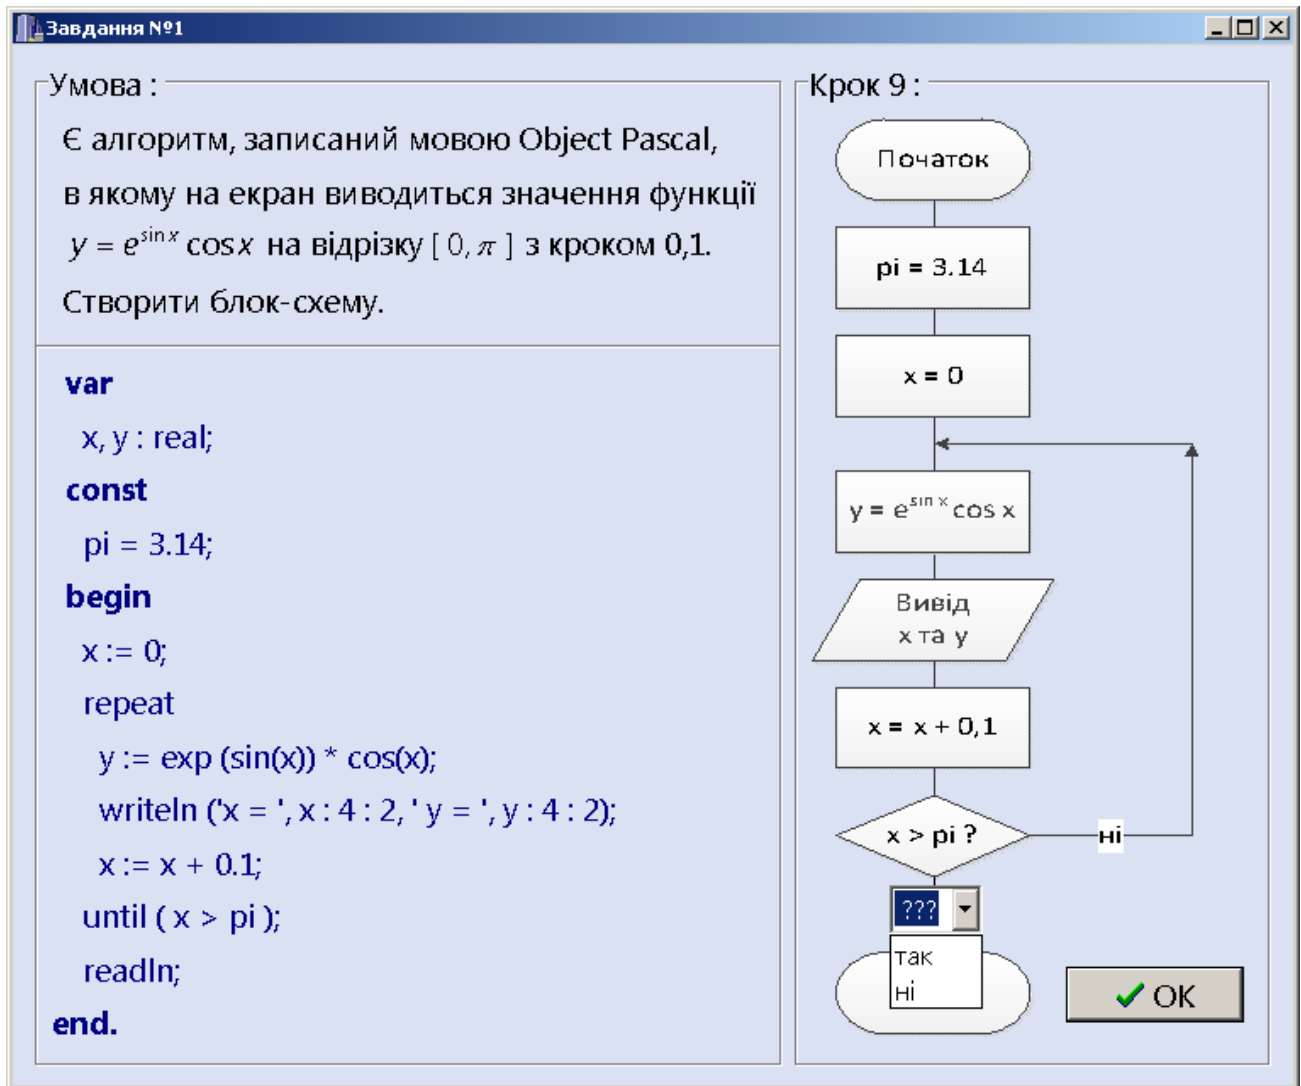 Завдання №1
Умова :
Є алгоритм, записаний мовою Object Pascal,
в якому на екран виводиться значення функції
y = e^sin x cos x на відрізку [ 0, π ] з кроком 0,1.
Створити блок-схему.
var
x, y : real;
const
pi = 3.14;
begin
x := 0;
repeat
y := exp (sin(x)) * cos(x);
writeln ('x = ', x : 4 : 2, ' y = ', y : 4 : 2);
x := x + 0.1;
until ( x > pi );
readln;
end.
Крок 9 :
Початок
pi = 3.14
x = 0
y = e^sin x cos x
Вивід
x та y
x = x + 0,1
x > pi ?
ні
???
так
ні
OK